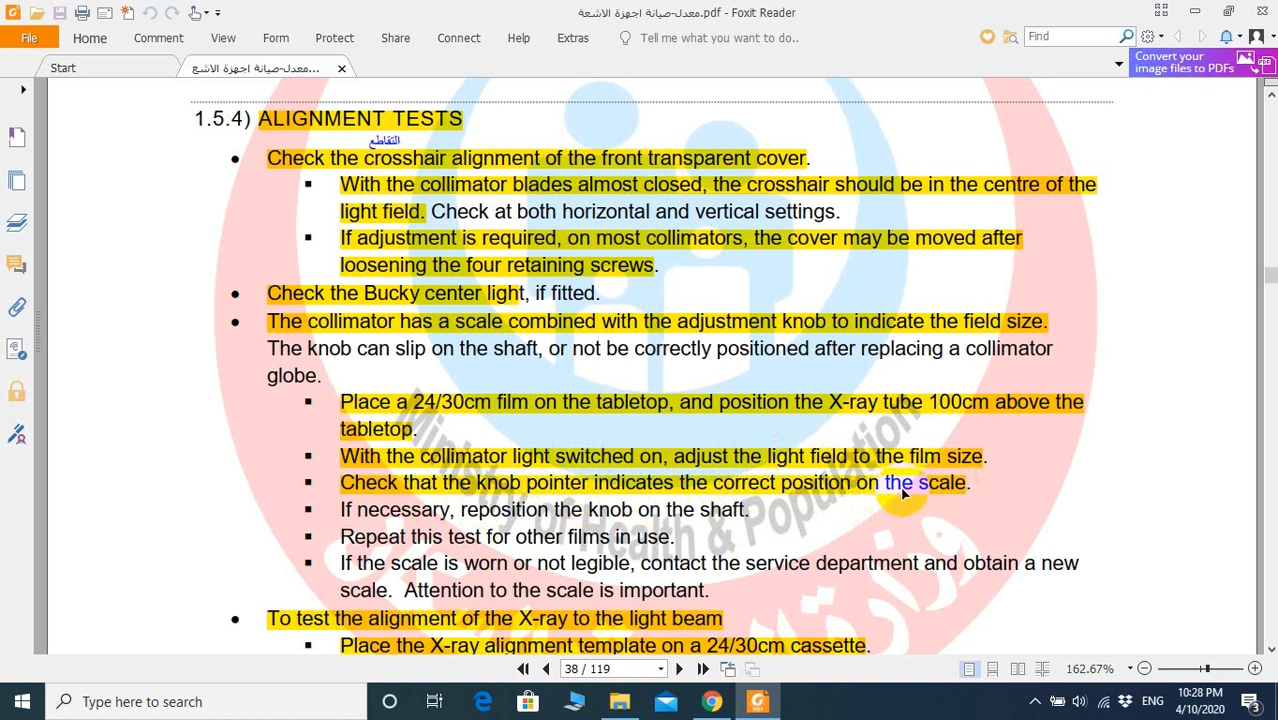 معدل-صيانة اجهزة الاشعة.pdf - Foxit Reader
File
Home
Comment
View
Form
Protect
Share
Connect
Help
Extras
Tell me what you want to do..
Find
Start
معدل-صيانة اجهزة الاشع...
Convert your
image files to PDFs
1.5.4) ALIGNMENT TESTS
التقاطع
• Check the crosshair alignment of the front transparent cover.
▪ With the collimator blades almost closed, the crosshair should be in the centre of the
light field. Check at both horizontal and vertical settings.
▪ If adjustment is required, on most collimators, the cover may be moved after
loosening the four retaining screws.
• Check the Bucky center light, if fitted.
• The collimator has a scale combined with the adjustment knob to indicate the field size.
The knob can slip on the shaft, or not be correctly positioned after replacing a collimator
globe.
▪ Place a 24/30cm film on the tabletop, and position the X-ray tube 100cm above the
tabletop.
▪ With the collimator light switched on, adjust the light field to the film size.
▪ Check that the knob pointer indicates the correct position on the scale.
▪ If necessary, reposition the knob on the shaft.
▪ Repeat this test for other films in use.
▪ If the scale is worn or not legible, contact the service department and obtain a new
scale. Attention to the scale is important.
• To test the alignment of the X-ray to the light beam
▪ Place the X-ray alignment template on a 24/30cm cassette.
Ministry of Health & Population
وزارة
38 / 119
162.67%
Type here to search
ENG
10:28 PM
4/10/2020
3